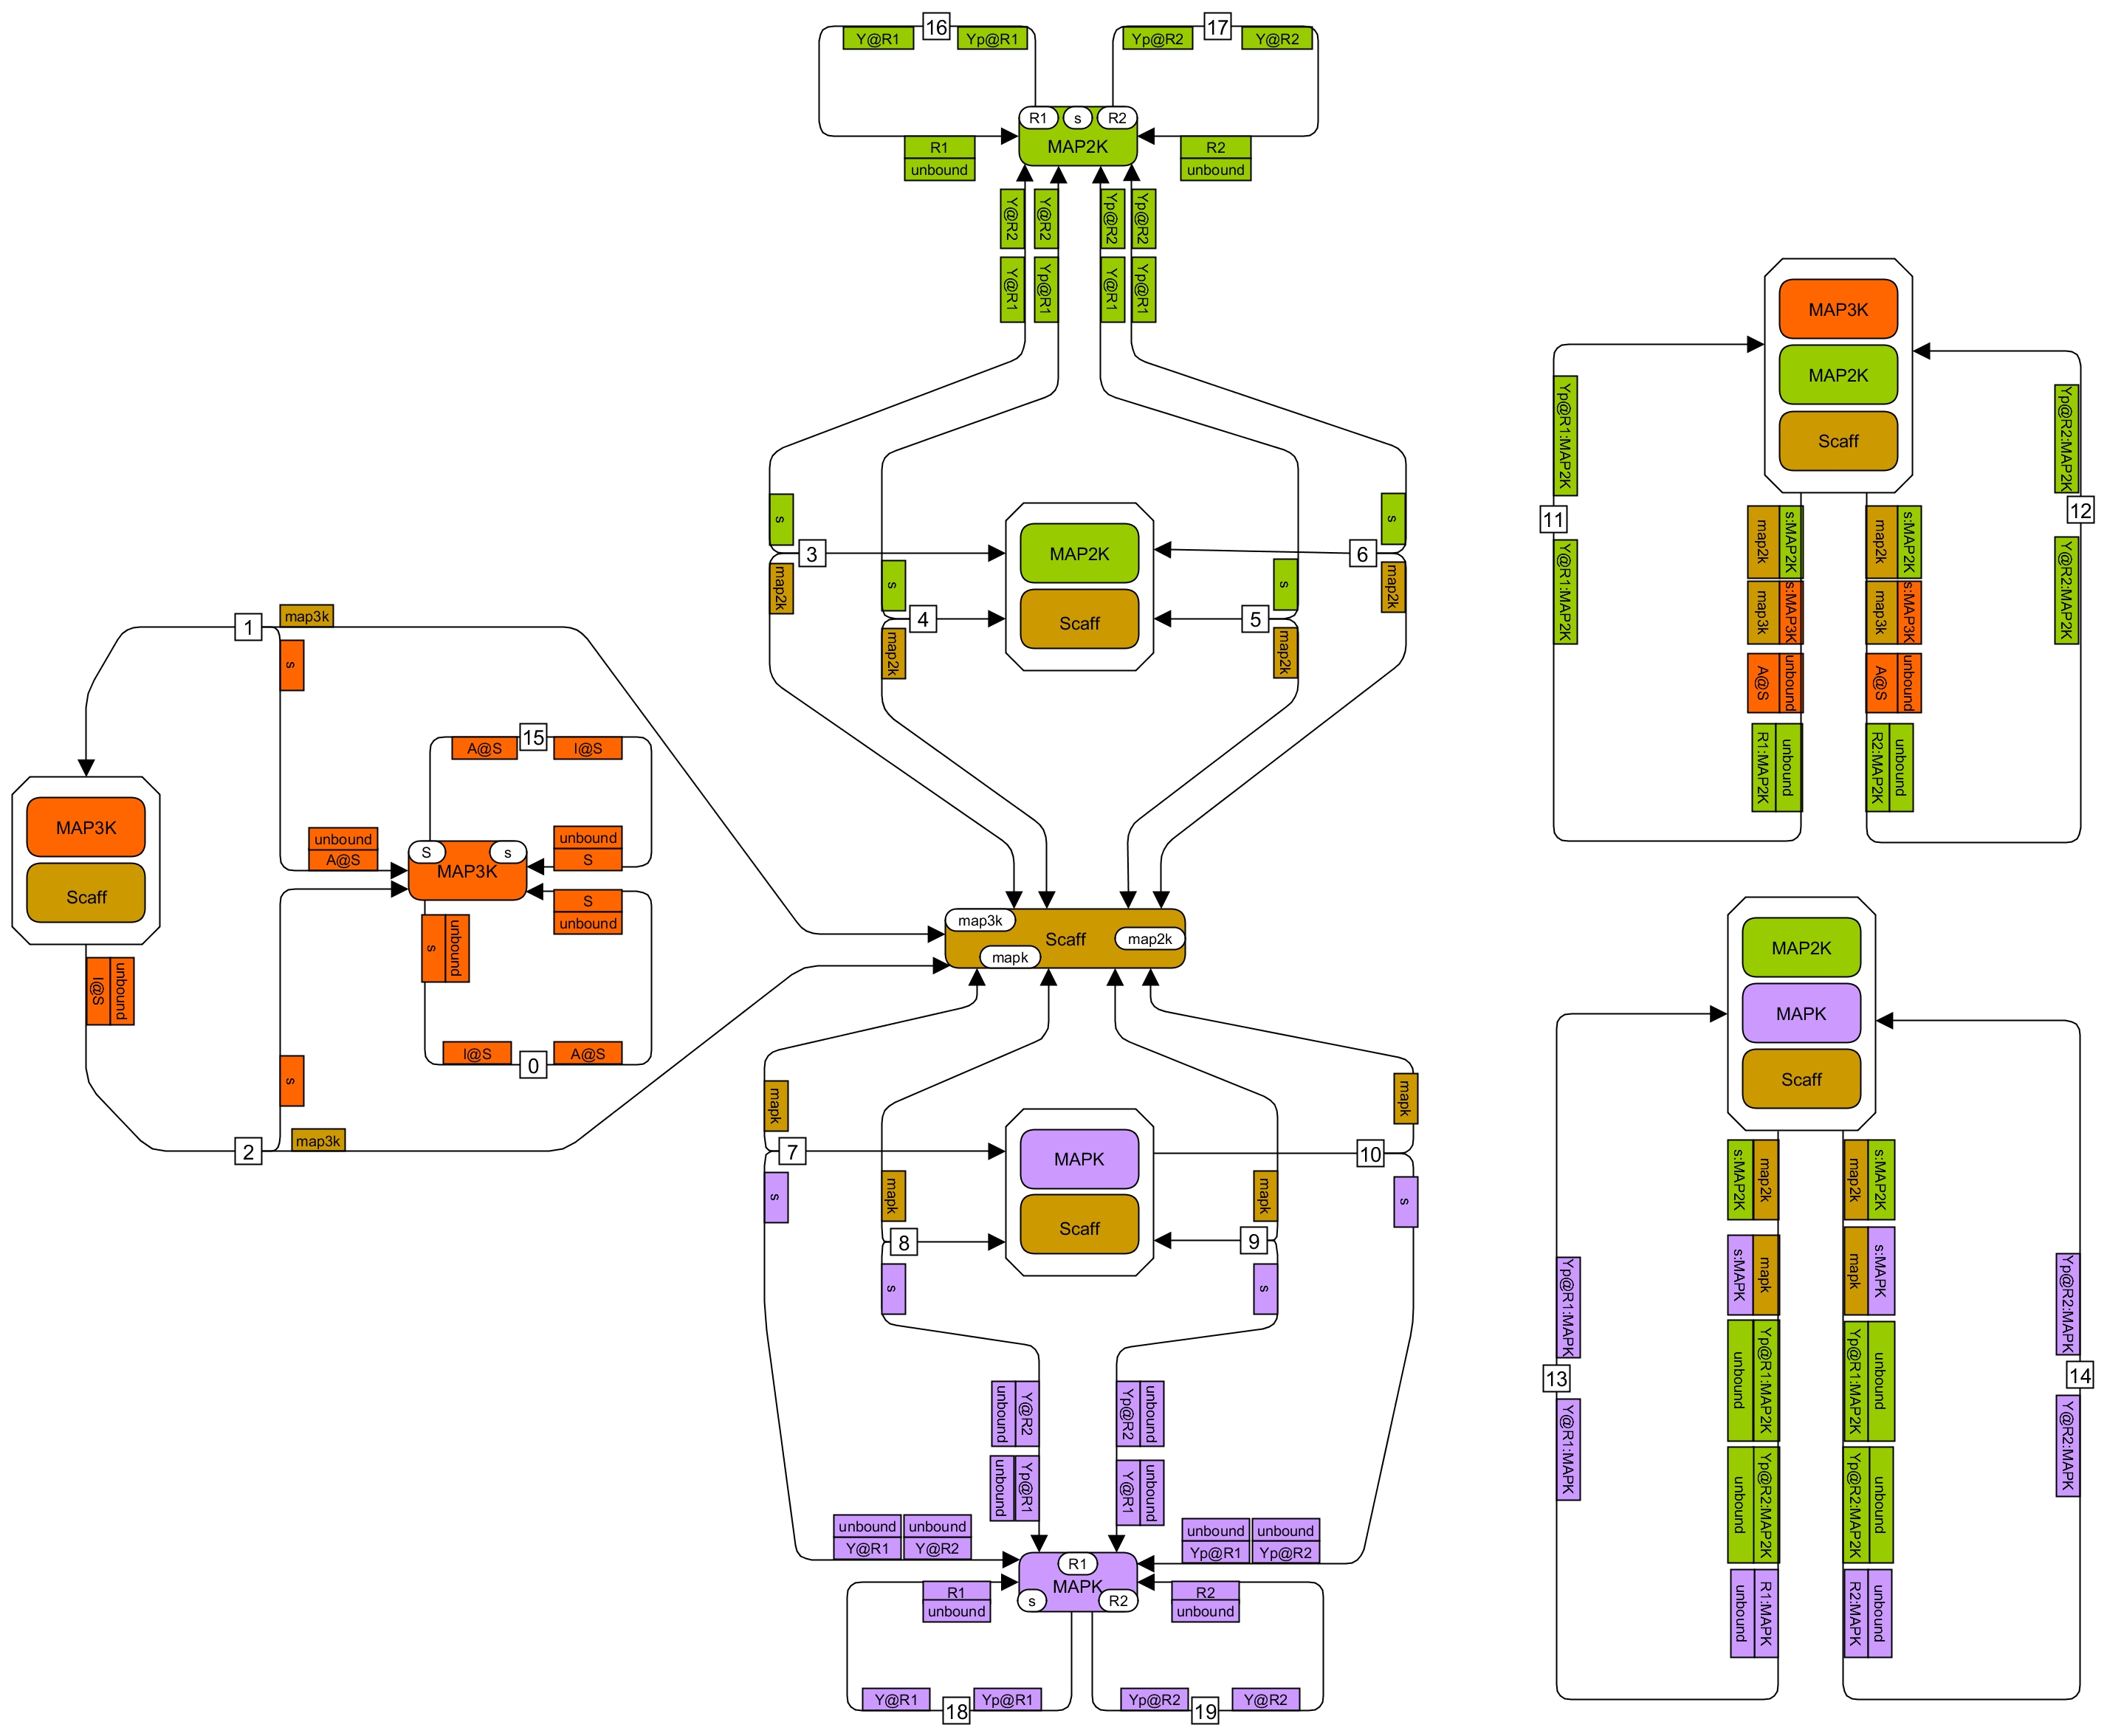 16
17
Y@R1
Yp@R1
Yp@R2
Y@R2
R1
s
R2
MAP2K
R1
unbound
R2
unbound
Y@R2
Y@R2
Yp@R2
Yp@R2
Y@R1
Yp@R1
Y@R1
Yp@R1
s
s
3
6
MAP2K
map2k
map2k
s
s
4
5
Scaff
map2k
map2k
1
map3k
s
15
A@S
I@S
MAP3K
Scaff
unbound
A@S
S
s
MAP3K
unbound
S
S
unbound
s
unbound
I@S
unbound
I@S
0
A@S
s
2
map3k
map3k
Scaff
map2k
mapk
mapk
mapk
7
10
MAPK
s
s
mapk
mapk
8
9
Scaff
s
s
unbound
Y@R2
Yp@R2
unbound
unbound
Yp@R1
Y@R1
unbound
unbound
unbound
Y@R1
Y@R2
unbound
unbound
Yp@R1
Yp@R2
R1
MAPK
s
R2
R1
unbound
R2
unbound
Y@R1
18
Yp@R1
Yp@R2
19
Y@R2
MAP3K
MAP2K
Scaff
Yp@R1:MAP2K
11
Y@R1:MAP2K
Yp@R2:MAP2K
12
Y@R2:MAP2K
map2k
s:MAP2K
map2k
s:MAP2K
map3k
s:MAP3K
map3k
s:MAP3K
A@S
unbound
A@S
unbound
R1:MAP2K
unbound
R2:MAP2K
unbound
MAP2K
MAPK
Scaff
s:MAP2K
map2k
map2k
s:MAP2K
s:MAPK
mapk
mapk
s:MAPK
unbound
Yp@R1:MAP2K
Yp@R1:MAP2K
unbound
unbound
Yp@R2:MAP2K
Yp@R2:MAP2K
unbound
unbound
R1:MAPK
R2:MAPK
unbound
Yp@R1:MAPK
13
Y@R1:MAPK
Yp@R2:MAPK
14
Y@R2:MAPK